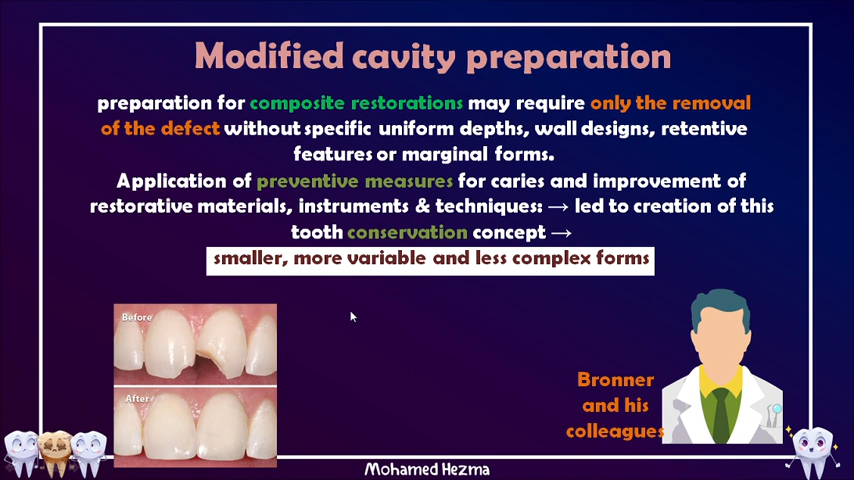 Modified cavity preparation
preparation for composite restorations may require only the removal
of the defect without specific uniform depths, wall designs, retentive
features or marginal forms.
Application of preventive measures for caries and improvement of
restorative materials, instruments & techniques: → led to creation of this
tooth conservation concept →
smaller, more variable and less complex forms
Before
After
Bronner
and his
colleagues
Mohamed Hezma